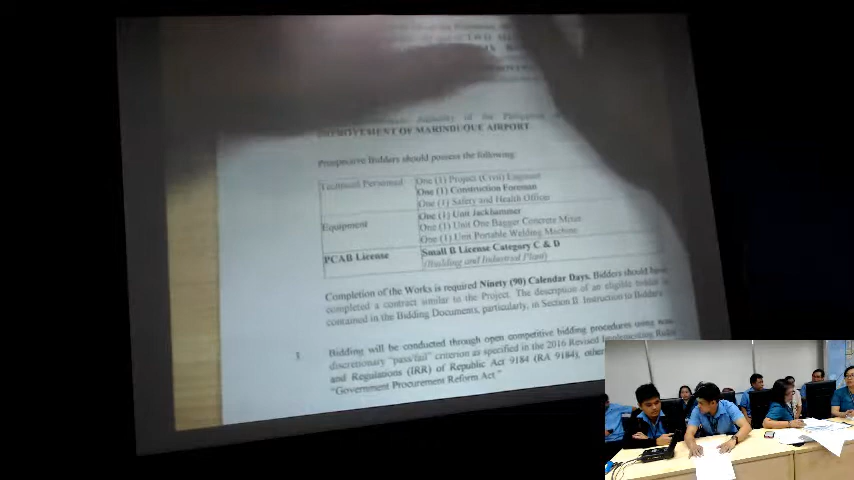 Authority of the Philippines
IMPROVEMENT OF MARINDUQUE AIRPORT
Prospective Bidders should possess the following:
Technical Personnel
One (1) Project (Civil) Engineer
One (1) Construction Foreman
One (1) Safety and Health Officer
Equipment
One (1) Unit Jackhammer
One (1) Unit One Bagger Concrete Mixer
One (1) Unit Portable Welding Machine
PCAB License
Small B License Category C & D
(Building and Industrial Plant)
Completion of the Works is required Ninety (90) Calendar Days. Bidders should have
completed a contract similar to the Project. The description of an eligible bidder is
contained in the Bidding Documents, particularly, in Section II. Instruction to Bidders.
3. Bidding will be conducted through open competitive bidding procedures using non-
discretionary "pass/fail" criterion as specified in the 2016 Revised Implementing Rules
and Regulations (IRR) of Republic Act 9184 (RA 9184),
"Government Procurement Reform Act."